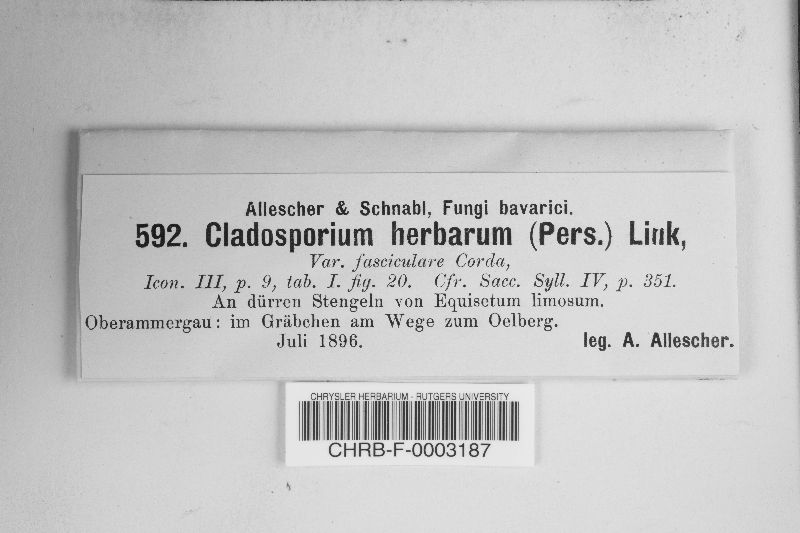 Allescher & Schnabl, Fungi bavarici.
592. Cladosporium herbarum (Pers.) Link,
Var. fasciculare Corda,
Icon. III, p. 9, tab. I. fig. 20. Cfr. Sacc. Syll. IV, p. 351.
An dürren Stengeln von Equisetum limosum.
Oberammergau: im Gräbchen am Wege zum Oelberg.
Juli 1896. leg. A. Allescher.
CHRYSLER HERBARIUM - RUTGERS UNIVERSITY
CHRB-F-0003187